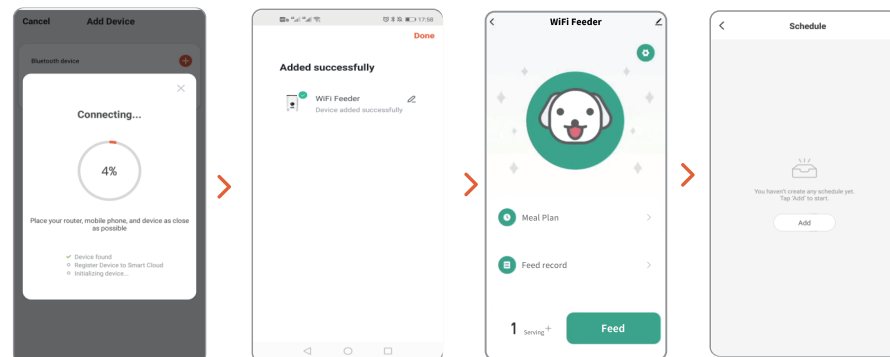 Cancel
Add Device
Bluetooth device
Connecting...
4%
Place your router, mobile phone, and device as close
as possible
Device found
Register Device to Smart Cloud
Initializing device...
17:58
Done
Added successfully
WiFi Feeder
Device added successfully
WiFi Feeder
Meal Plan
Feed record
1 Serving +
Feed
Schedule
You haven't create any schedule yet.
Tap 'Add' to start.
Add